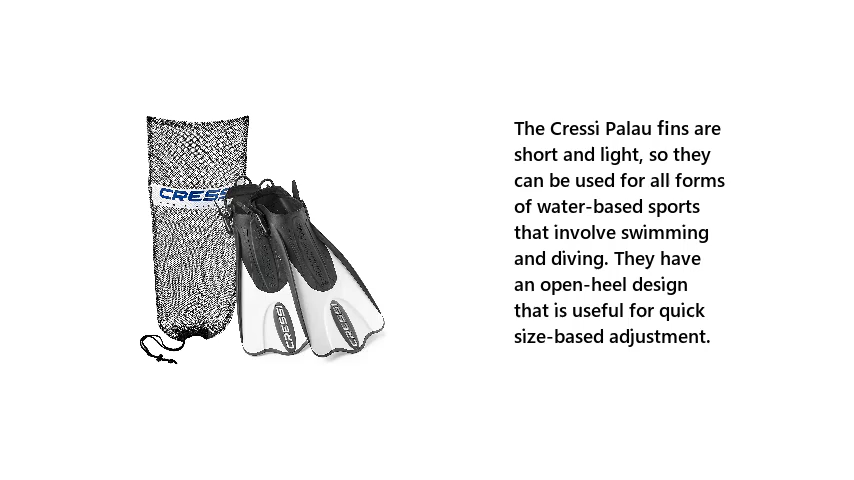 CRESSI
CRESSI
CRESSI
The Cressi Palau fins are
short and light, so they
can be used for all forms
of water-based sports
that involve swimming
and diving. They have
an open-heel design
that is useful for quick
size-based adjustment.